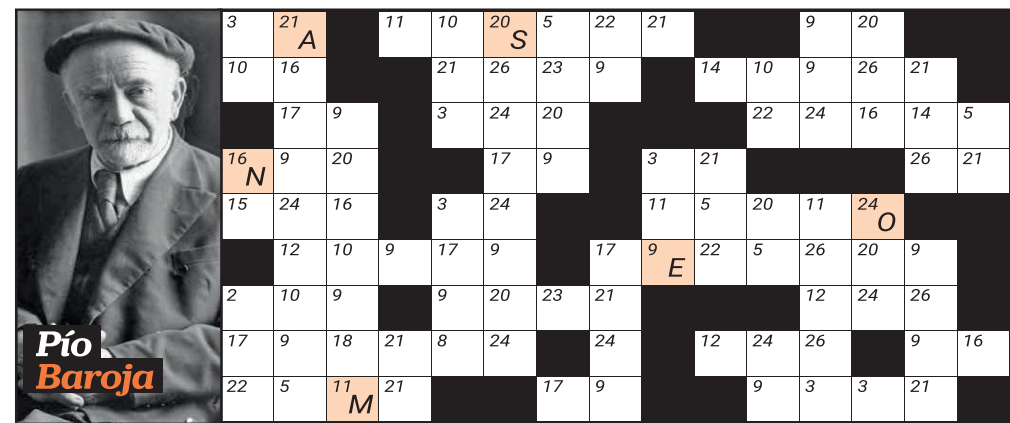 3 21 A 11 10 20 S 5 22 21 9 20
10 16 21 26 23 9 14 10 9 26 21
17 9 3 24 20 22 24 16 14 5
16 N 9 20 17 9 3 21 26 21
15 24 16 3 24 11 5 20 11 24 O
12 10 9 17 9 17 9 E 22 5 26 20 9
2 10 9 9 20 23 21 12 24 26
17 9 18 21 8 24 24 12 24 26 9 16
22 5 11 M 21 17 9 9 3 3 21
Pío
Baroja